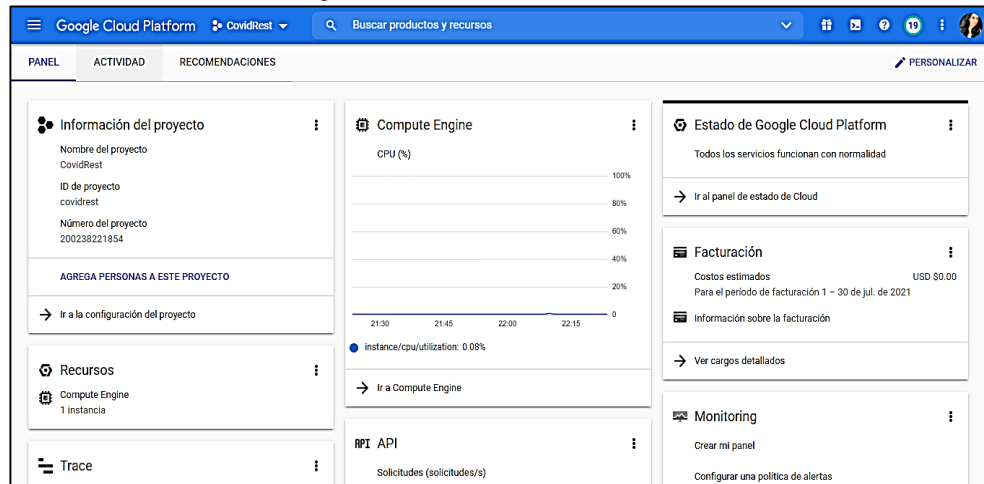 Google Cloud Platform CovidRest Buscar productos y recursos 19
PANEL ACTIVIDAD RECOMENDACIONES PERSONALIZAR
Información del proyecto
Nombre del proyecto
CovidRest
ID de proyecto
covidrest
Número del proyecto
200238221854
AGREGA PERSONAS A ESTE PROYECTO
Ir a la configuración del proyecto
Recursos
Compute Engine
1 instancia
Trace
Compute Engine
CPU (%)
100%
80%
60%
40%
20%
0
21:30 21:45 22:00 22:15
instance/cpu/utilization: 0.08%
Ir a Compute Engine
API API
Solicitudes (solicitudes/s)
Estado de Google Cloud Platform
Todos los servicios funcionan con normalidad
Ir al panel de estado de Cloud
Facturación
Costos estimados USD $0.00
Para el período de facturación 1 – 30 de jul. de 2021
Información sobre la facturación
Ver cargos detallados
Monitoring
Crear mi panel
Configurar una política de alertas